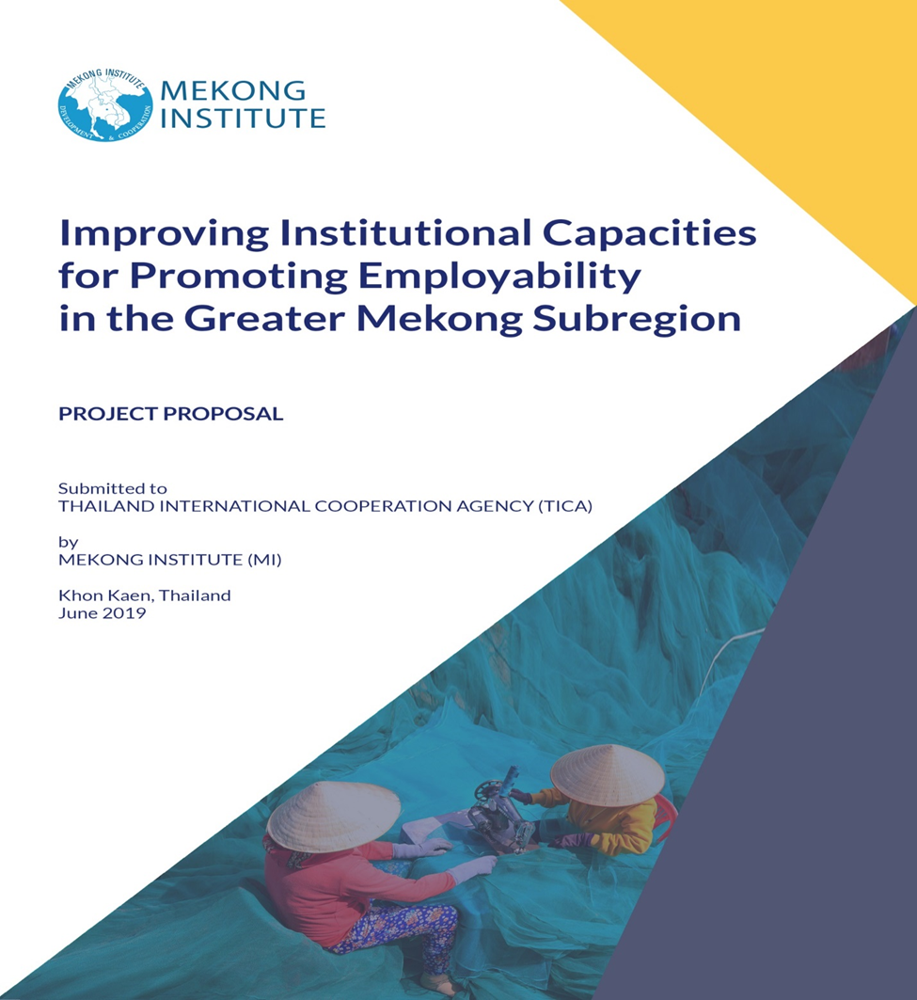 MEKONG INSTITUTE
DEVELOPMENT & COOPERATION
MEKONG
INSTITUTE
Improving Institutional Capacities
for Promoting Employability
in the Greater Mekong Subregion
PROJECT PROPOSAL
Submitted to
THAILAND INTERNATIONAL COOPERATION AGENCY (TICA)
by
MEKONG INSTITUTE (MI)
Khon Kaen, Thailand
June 2019